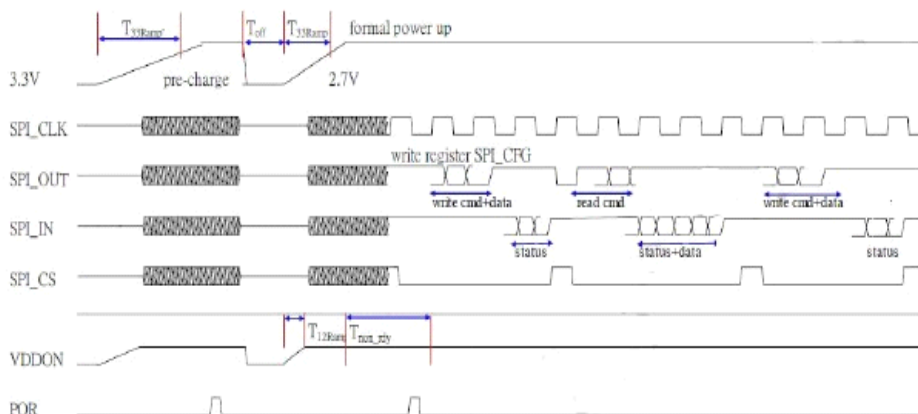 T33Ramp' Toff T33Ramp formal power up
3.3V pre-charge 2.7V
SPI_CLK
write register SPI_CFG
SPI_OUT
write cmd+data read cmd write cmd+data
SPI_IN
status status+data status
SPI_CS
T12Ramp Tnon_rdy
VDDON
POR